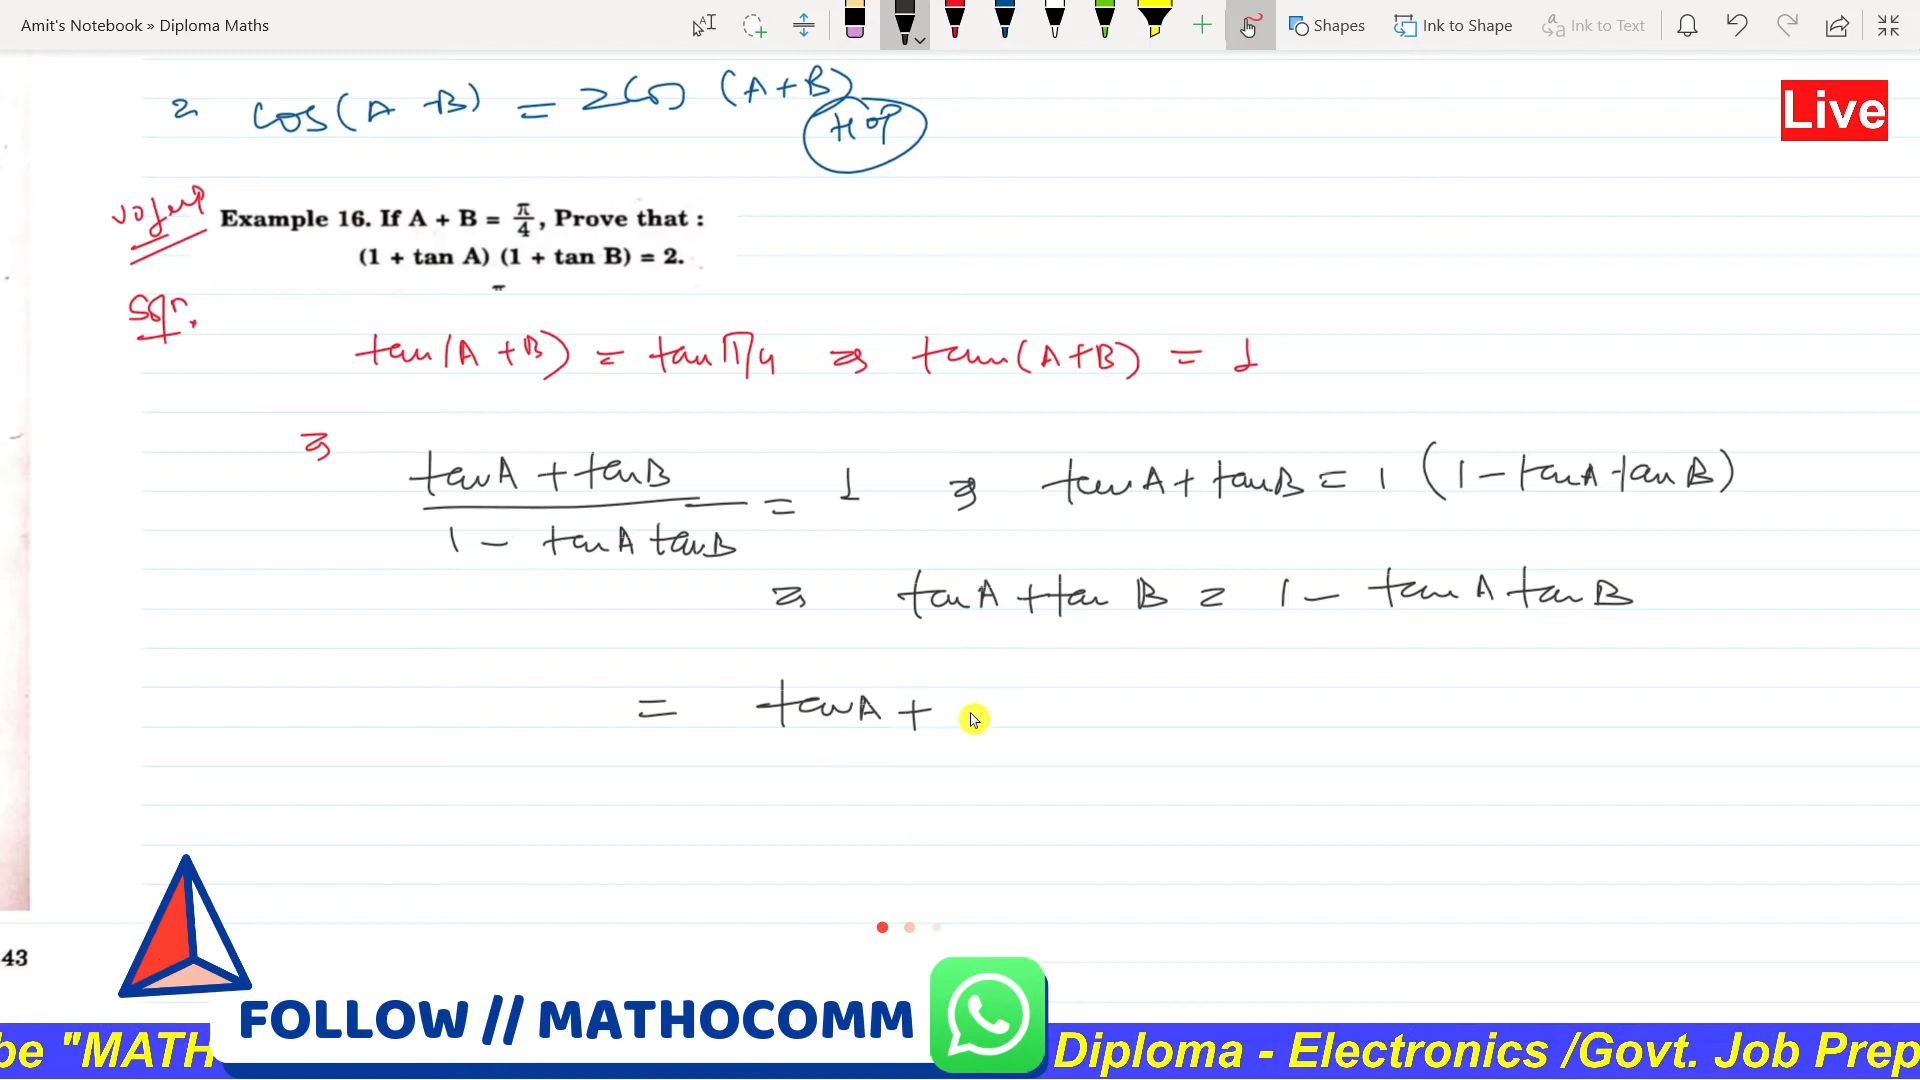 Amit's Notebook » Diploma Maths
Shapes
Ink to Shape
Ink to Text
Live
cos(A - B) = 2 cos (A+B)
Example 16. If A + B = π/4, Prove that :
(1 + tan A) (1 + tan B) = 2.
Soln.
tan(A+B) = tan π/4 ⇒ tan(A+B) = 1
⇒ (tanA + tanB)/(1 - tanA tanB) = 1 ⇒ tanA + tanB = 1 (1 - tanA tanB)
⇒ tanA + tan B = 1 - tan A tan B
= tanA +
43
FOLLOW // MATHOCOMM
be "MATH
Diploma - Electronics /Govt. Job Prep